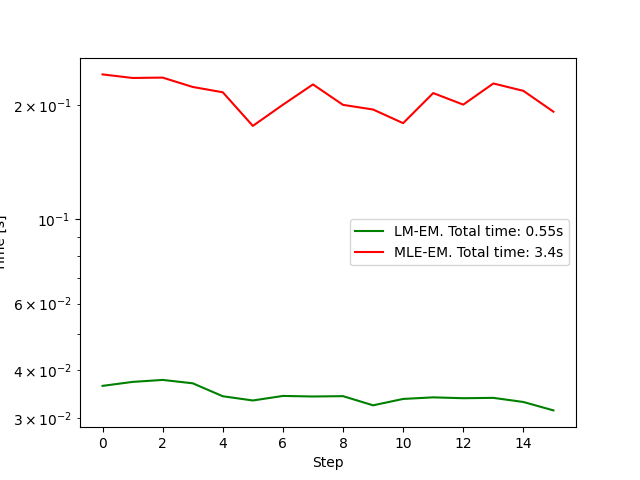 2 × 10⁻¹
10⁻¹
6 × 10⁻²
4 × 10⁻²
3 × 10⁻²
[s]
LM-EM. Total time: 0.55s
MLE-EM. Total time: 3.4s
0 2 4 6 8 10 12 14
Step